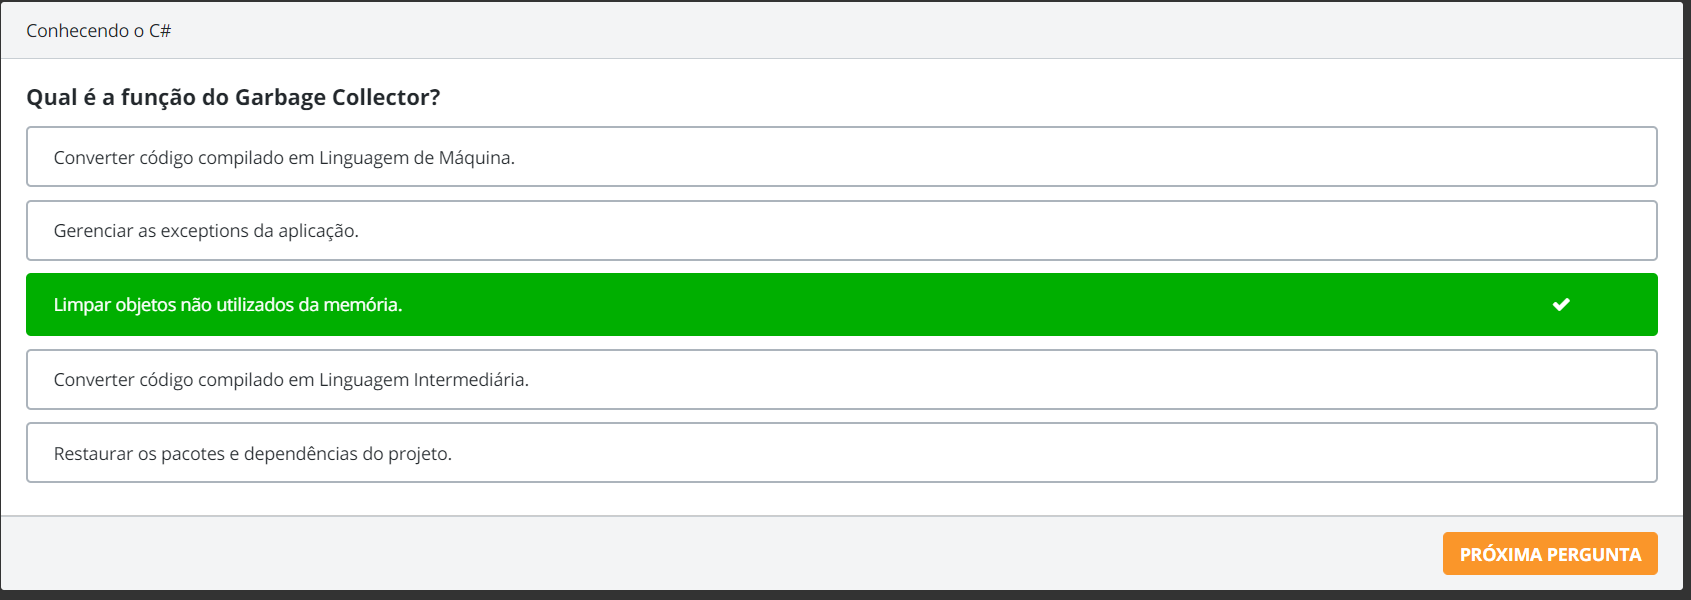 Conhecendo o C#
Qual é a função do Garbage Collector?
Converter código compilado em Linguagem de Máquina.
Gerenciar as exceptions da aplicação.
Limpar objetos não utilizados da memória.
Converter código compilado em Linguagem Intermediária.
Restaurar os pacotes e dependências do projeto.
PRÓXIMA PERGUNTA